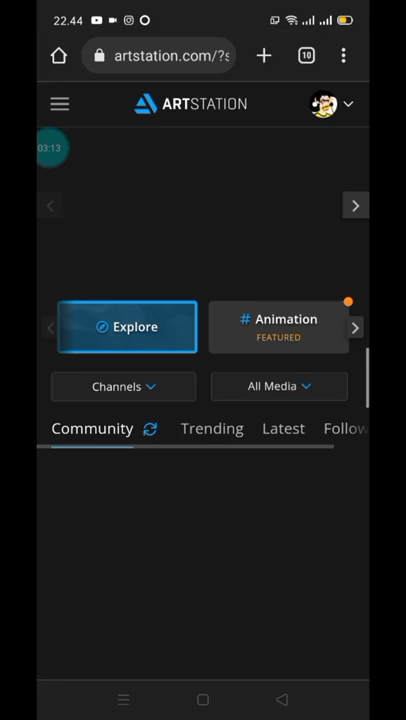 22.44
artstation.com/?s
10
ARTSTATION
03:13
Explore
# Animation
FEATURED
Channels
All Media
Community
Trending
Latest
Follow